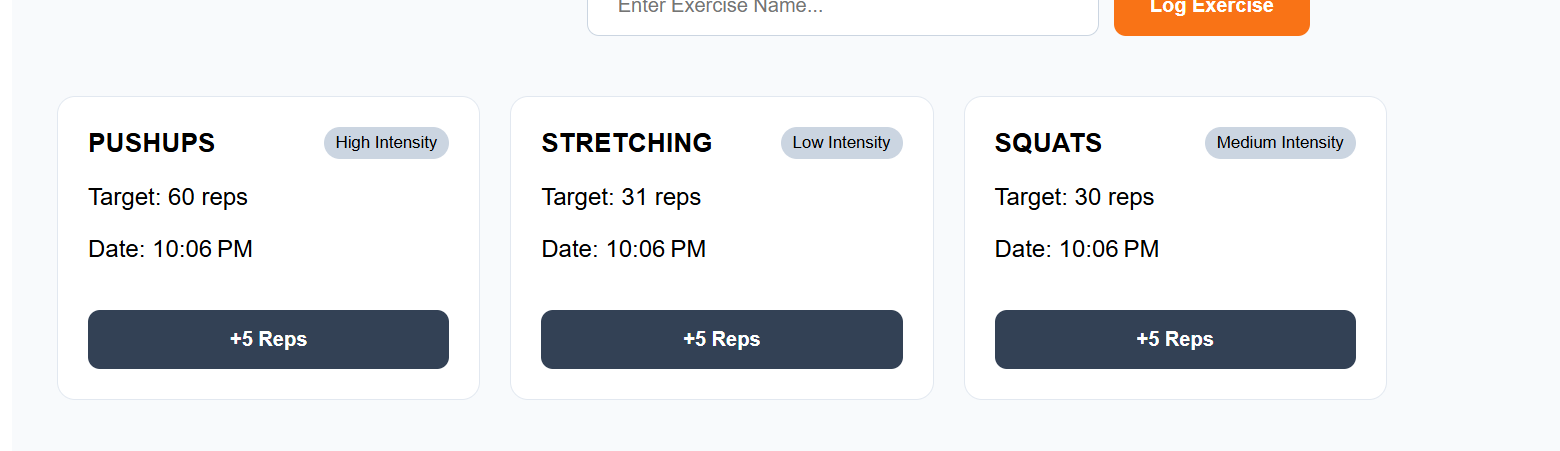 Enter Exercise Name...
Log Exercise
PUSHUPS
High Intensity
Target: 60 reps
Date: 10:06 PM
+5 Reps
STRETCHING
Low Intensity
Target: 31 reps
Date: 10:06 PM
+5 Reps
SQUATS
Medium Intensity
Target: 30 reps
Date: 10:06 PM
+5 Reps